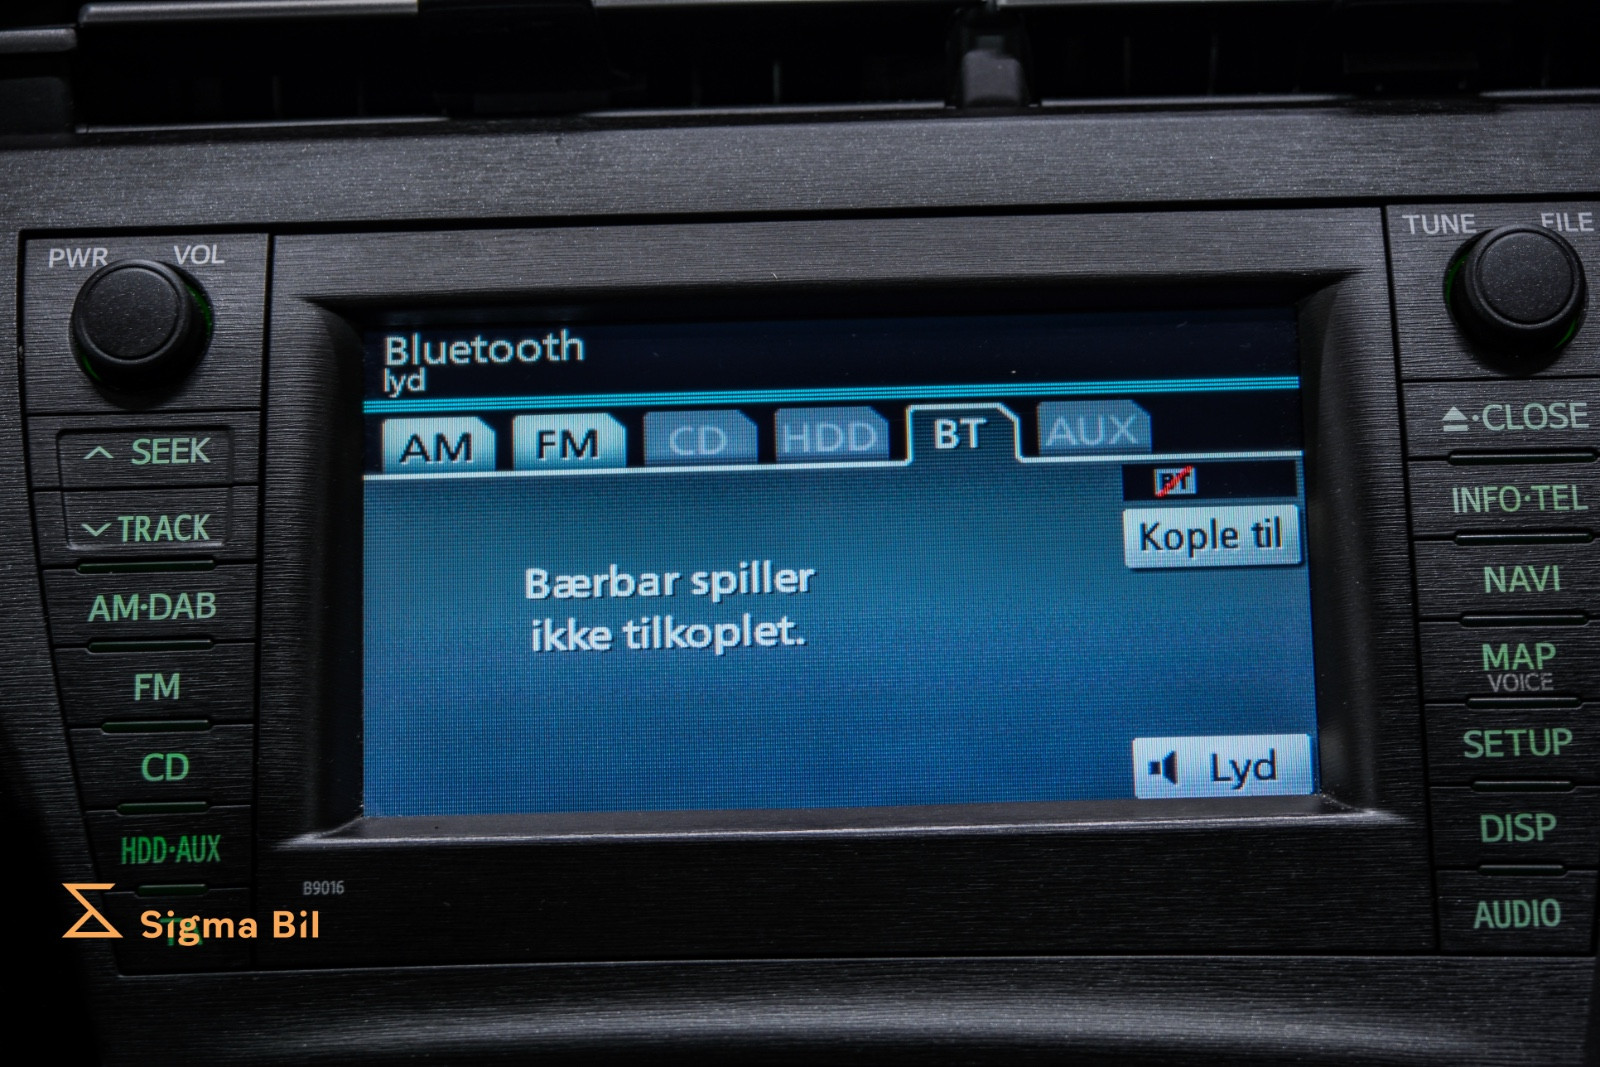 PWR VOL
TUNE FILE
Bluetooth
lyd
AM FM CD HDD BT AUX
BT
Kople til
Bærbar spiller
ikke tilkoplet.
Lyd
SEEK
TRACK
AM·DAB
FM
CD
HDD·AUX
TA
CLOSE
INFO·TEL
NAVI
MAP
VOICE
SETUP
DISP
AUDIO
B9016
Sigma Bil